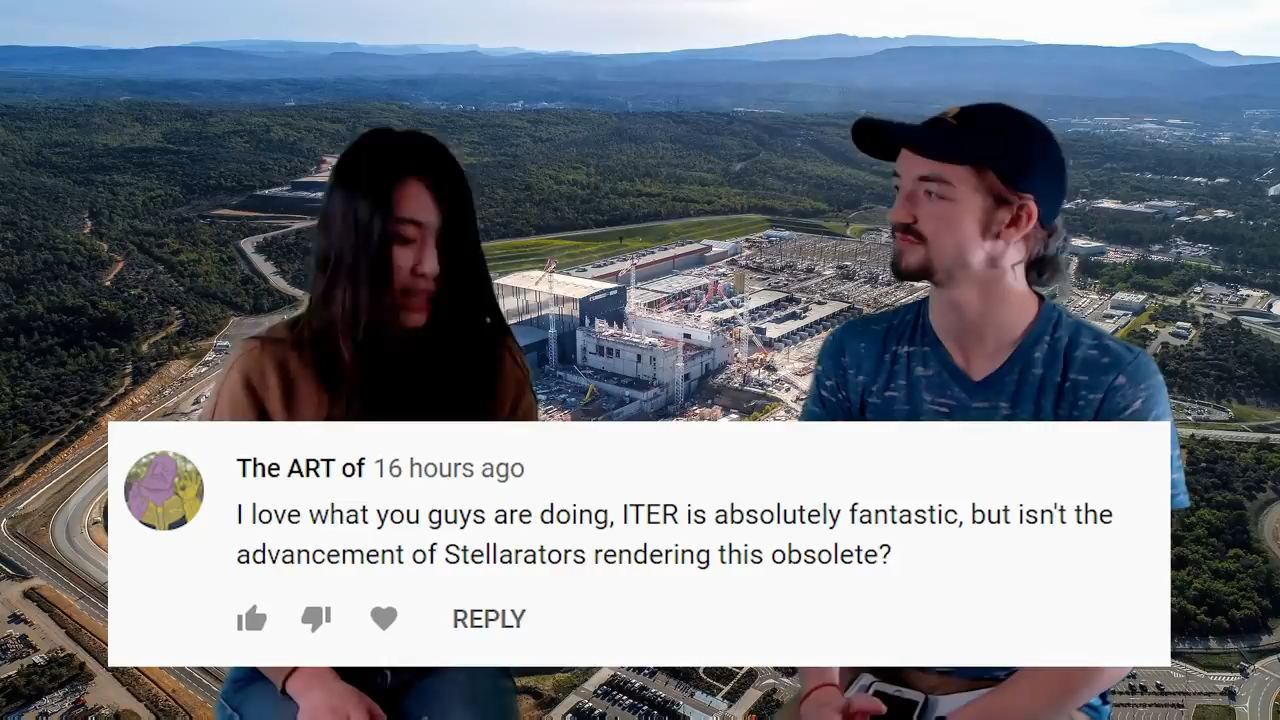 The ART of 16 hours ago
I love what you guys are doing, ITER is absolutely fantastic, but isn't the
advancement of Stellarators rendering this obsolete?
REPLY